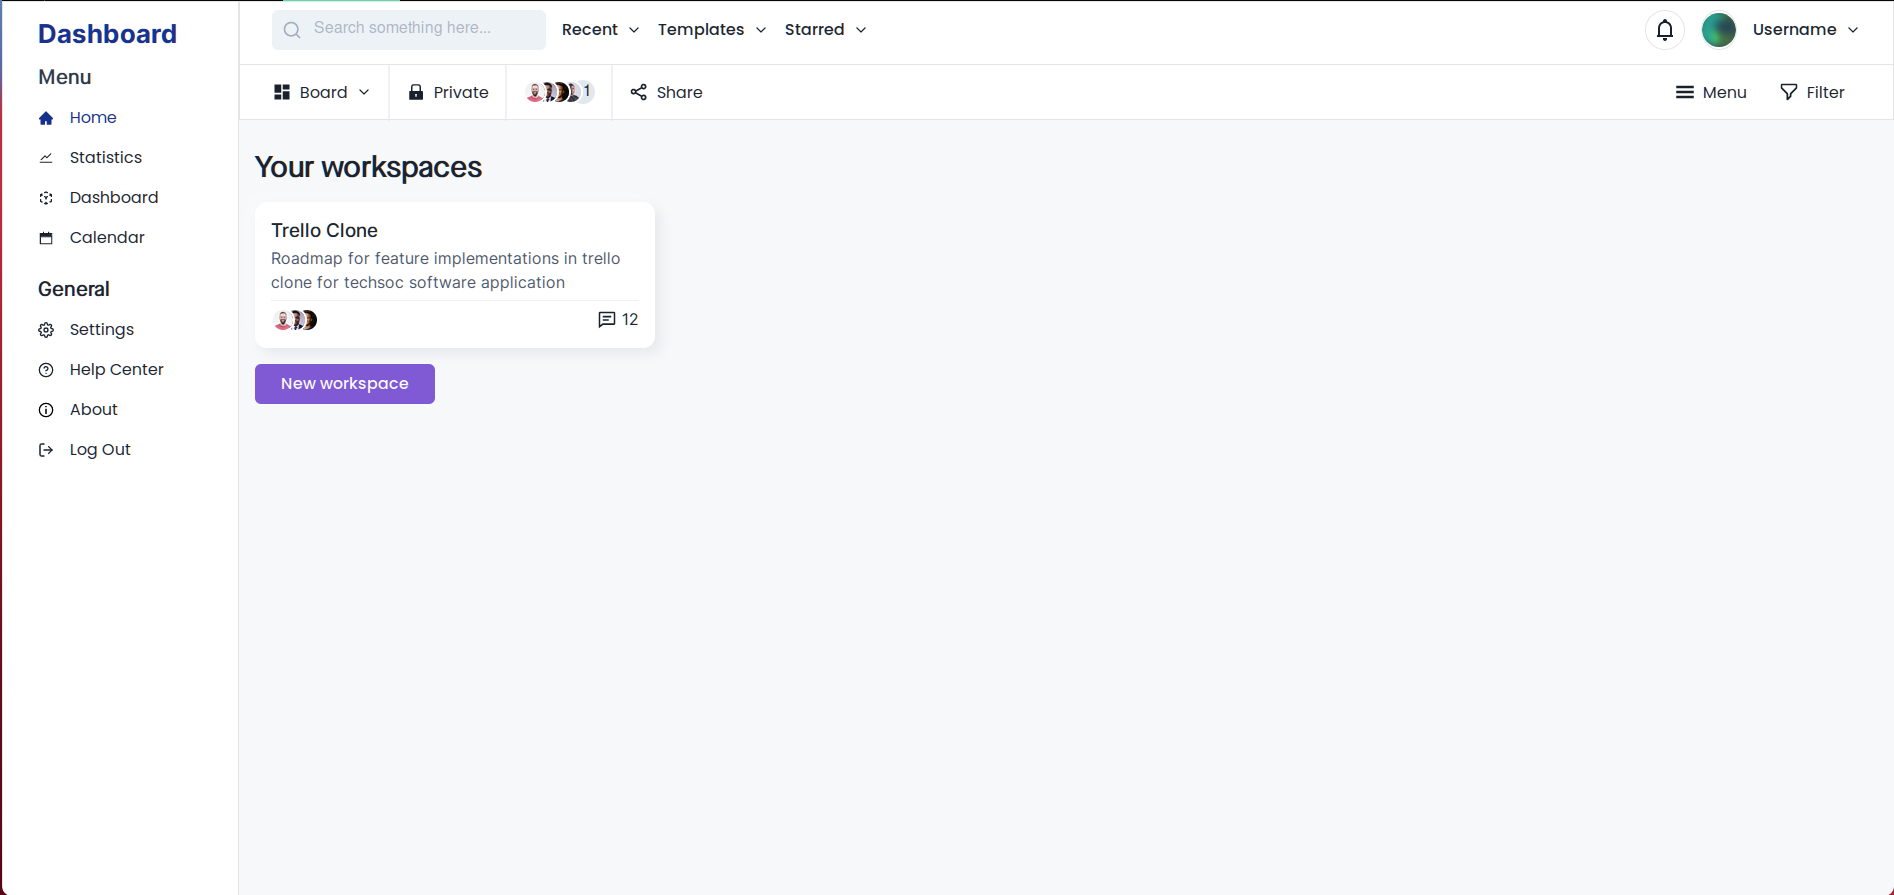 Dashboard
Menu
Home
Statistics
Dashboard
Calendar
General
Settings
Help Center
About
Log Out
Search something here...
Recent
Templates
Starred
Username
Board
Private
1
Share
Menu
Filter
Your workspaces
Trello Clone
Roadmap for feature implementations in trello
clone for techsoc software application
12
New workspace